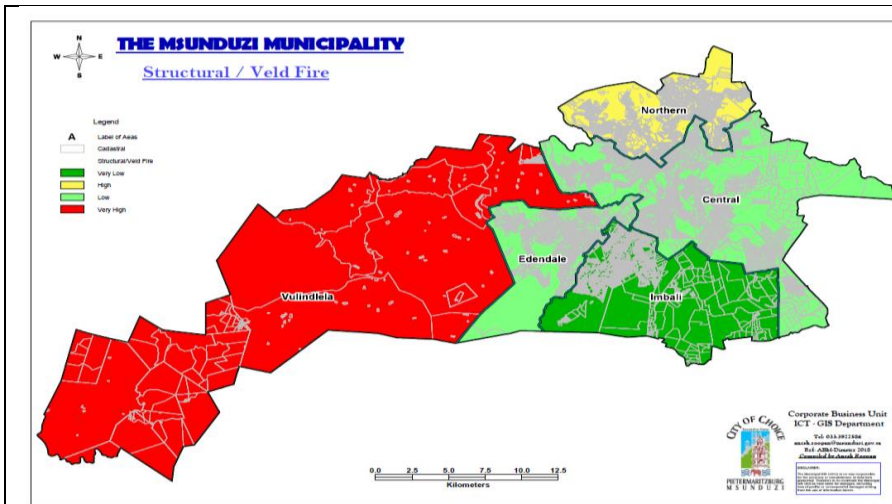 N
W E
S
THE MSUNDUZI MUNICIPALITY
Structural / Veld Fire
Legend
A Label of Areas
Cadastral
Structural/Veld Fire
Very Low
High
Low
Very High
Northern
Central
Edendale
Imbali
Vulindlela
0.0 2.5 5.0 7.5 10.0 12.5
Kilometers
CITY OF CHOICE
PIETERMARITZBURG
MSUNDUZI
Corporate Business Unit
ICT - GIS Department